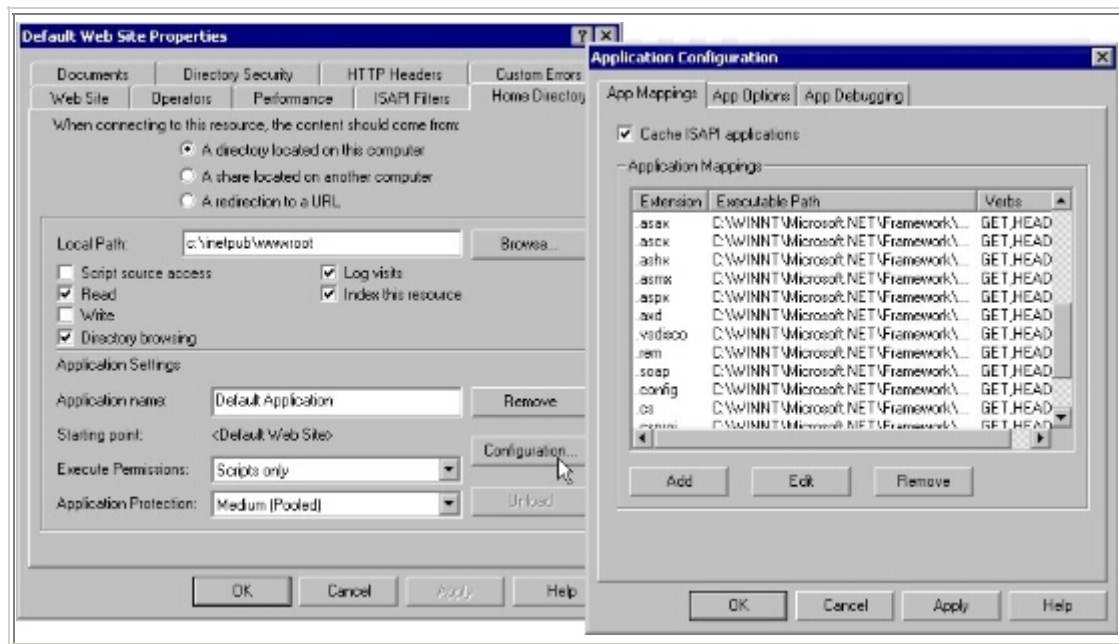 Default Web Site Properties
Documents
Directory Security
HTTP Headers
Custom Errors
Web Site
Operators
Performance
ISAPI Filters
Home Directory
When connecting to this resource, the content should come from:
A directory located on this computer
A share located on another computer
A redirection to a URL
Local Path:
c:\inetpub\wwwroot
Browse...
Script source access
Log visits
Read
Index this resource
Write
Directory browsing
Application Settings
Application name:
Default Application
Remove
Starting point:
<Default Web Site>
Configuration...
Execute Permissions:
Scripts only
Application Protection:
Medium (Pooled)
Unload
OK
Cancel
Apply
Help
Application Configuration
App Mappings
App Options
App Debugging
Cache ISAPI applications
Application Mappings
Extension Executable Path Verbs
.asax C:\WINNT\Microsoft.NET\Framework\... GET,HEAD
.ascx C:\WINNT\Microsoft.NET\Framework\... GET,HEAD
.ashx C:\WINNT\Microsoft.NET\Framework\... GET,HEAD
.asmx C:\WINNT\Microsoft.NET\Framework\... GET,HEAD
.aspx C:\WINNT\Microsoft.NET\Framework\... GET,HEAD
.axd C:\WINNT\Microsoft.NET\Framework\... GET,HEAD
.vsdisco C:\WINNT\Microsoft.NET\Framework\... GET,HEAD
.rem C:\WINNT\Microsoft.NET\Framework\... GET,HEAD
.soap C:\WINNT\Microsoft.NET\Framework\... GET,HEAD
.config C:\WINNT\Microsoft.NET\Framework\... GET,HEAD
.cs C:\WINNT\Microsoft.NET\Framework\... GET,HEAD
C:\WINNT\Microsoft.NET\Framework\... GET,HEAD
Add
Edit
Remove
OK
Cancel
Apply
Help